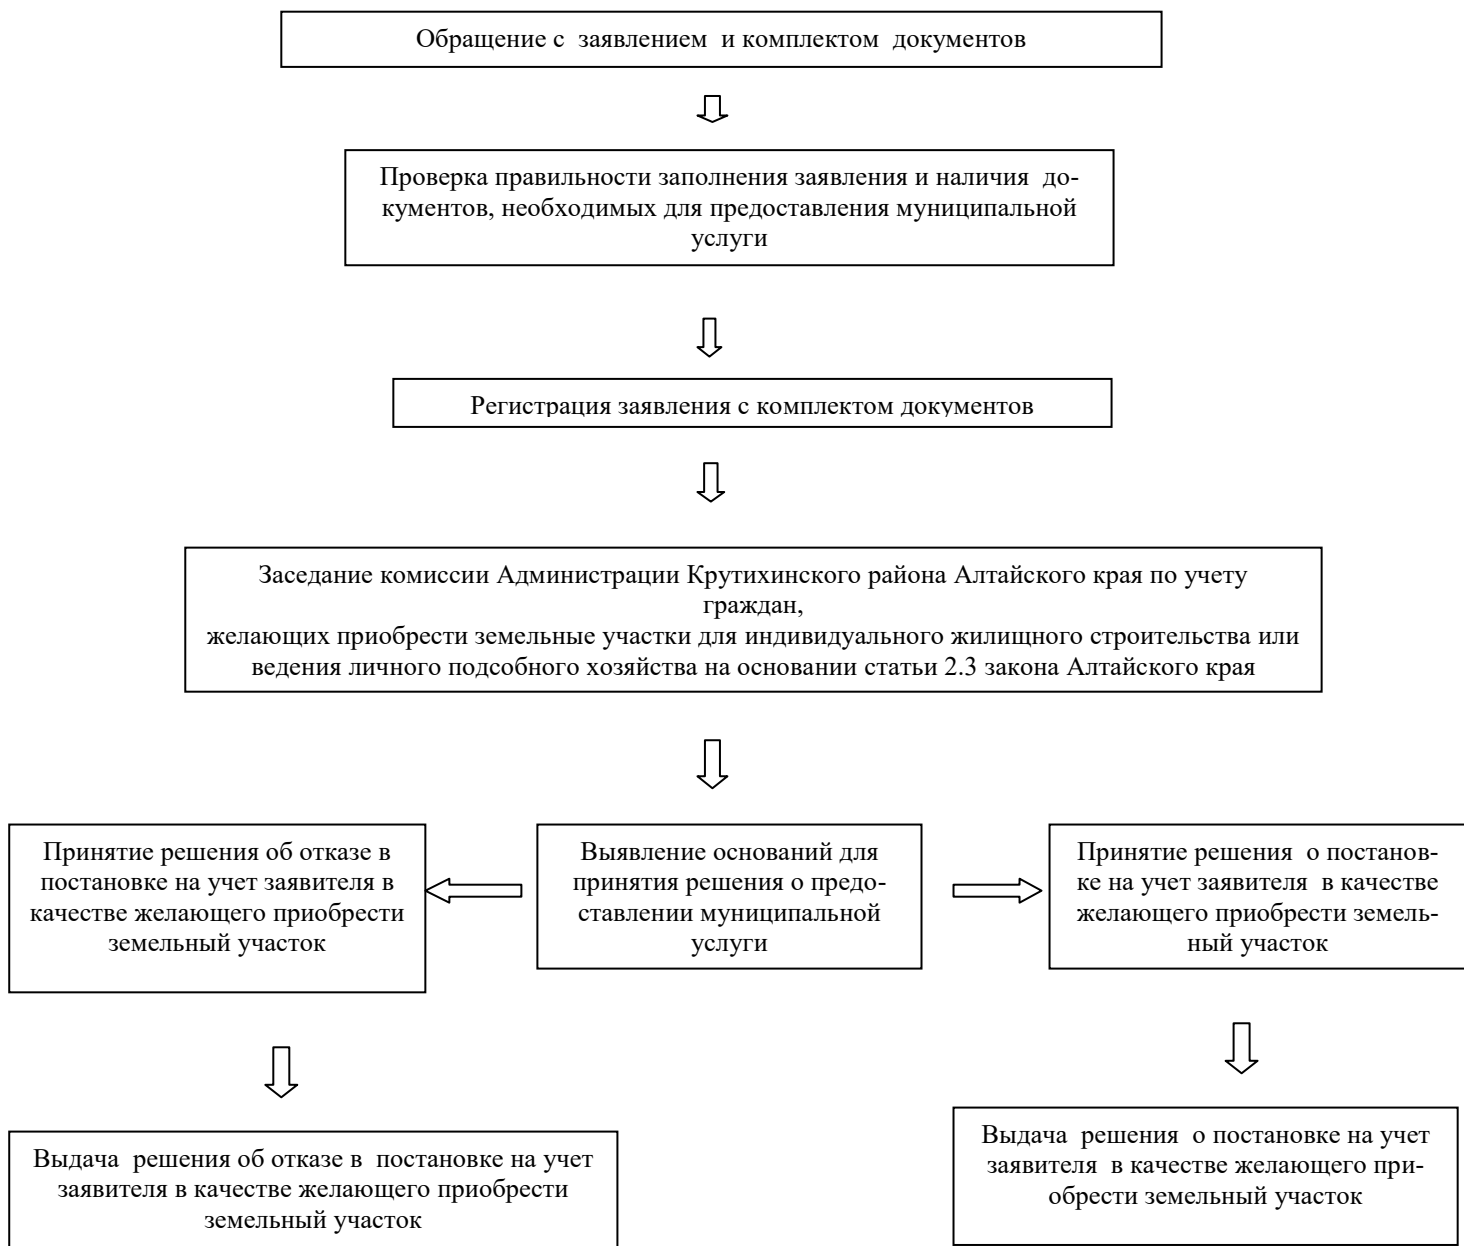 Обращение с заявлением и комплектом документов
Проверка правильности заполнения заявления и наличия до-
кументов, необходимых для предоставления муниципальной
услуги
Регистрация заявления с комплектом документов
Заседание комиссии Администрации Крутихинского района Алтайского края по учету
граждан,
желающих приобрести земельные участки для индивидуального жилищного строительства или
ведения личного подсобного хозяйства на основании статьи 2.3 закона Алтайского края
Принятие решения об отказе в
постановке на учет заявителя в
качестве желающего приобрести
земельный участок
Выявление оснований для
принятия решения о предо-
ставлении муниципальной
услуги
Принятие решения о постанов-
ке на учет заявителя в качестве
желающего приобрести земель-
ный участок
Выдача решения об отказе в постановке на учет
заявителя в качестве желающего приобрести
земельный участок
Выдача решения о постановке на учет
заявителя в качестве желающего при-
обрести земельный участок